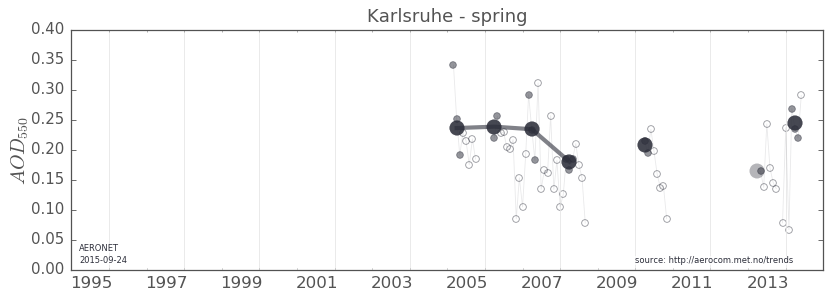 Karlsruhe - spring
0.40
0.35
0.30
0.25
0.20
0.15
0.10
0.05
0.00
AOD550
AERONET
2015-09-24
source: http://aerocom.met.no/trends
1995 1997 1999 2001 2003 2005 2007 2009 2011 2013